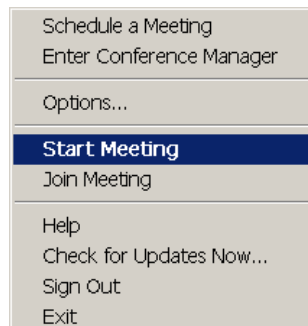 Schedule a Meeting
Enter Conference Manager
Options...
Start Meeting
Join Meeting
Help
Check for Updates Now...
Sign Out
Exit